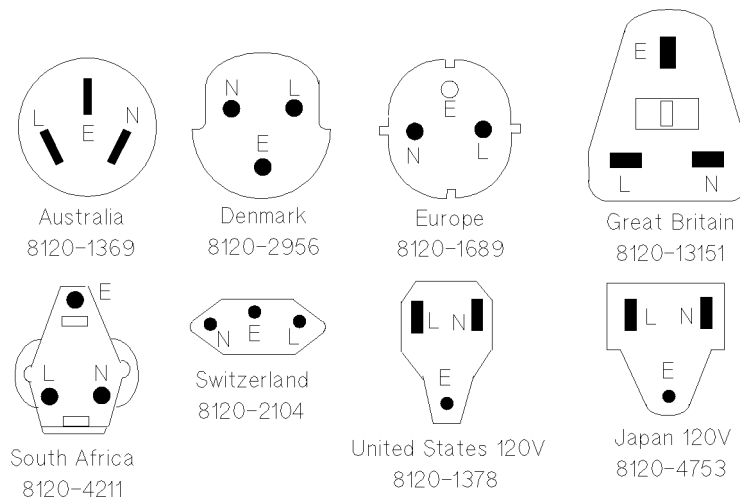 L
E
N
Australia
8120-1369
N
L
E
Denmark
8120-2956
E
N
L
Europe
8120-1689
E
L
N
Great Britain
8120-13151
E
L
N
South Africa
8120-4211
N
E
L
Switzerland
8120-2104
L
N
E
United States 120V
8120-1378
L
N
E
Japan 120V
8120-4753